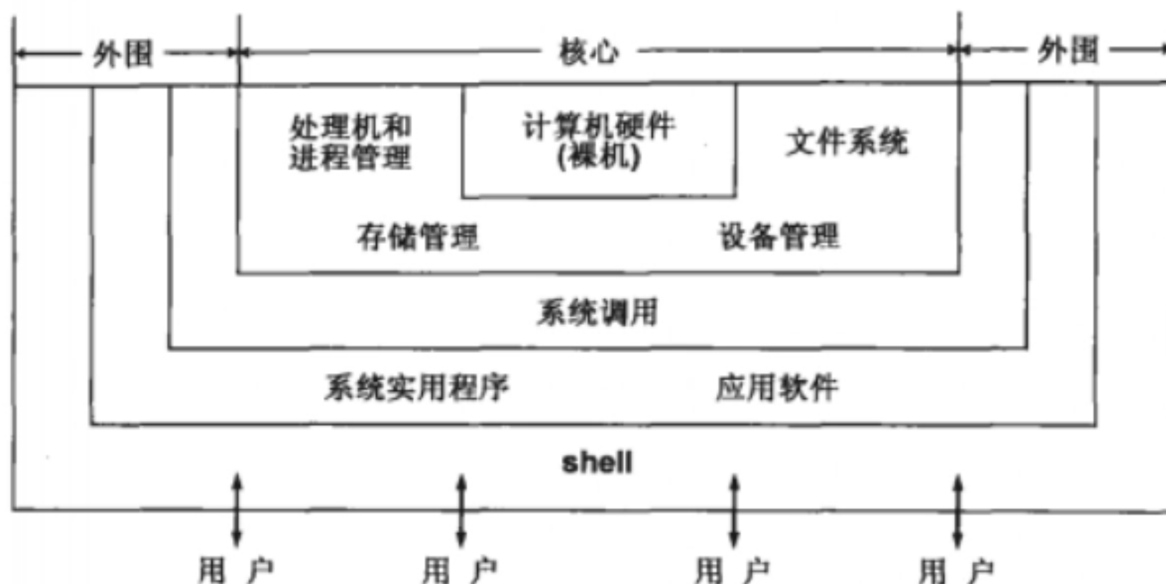 外围 核心 外围
处理机和 计算机硬件 文件系统
进程管理 (裸机)
存储管理 设备管理
系统调用
系统实用程序 应用软件
shell
用户 用户 用户 用户